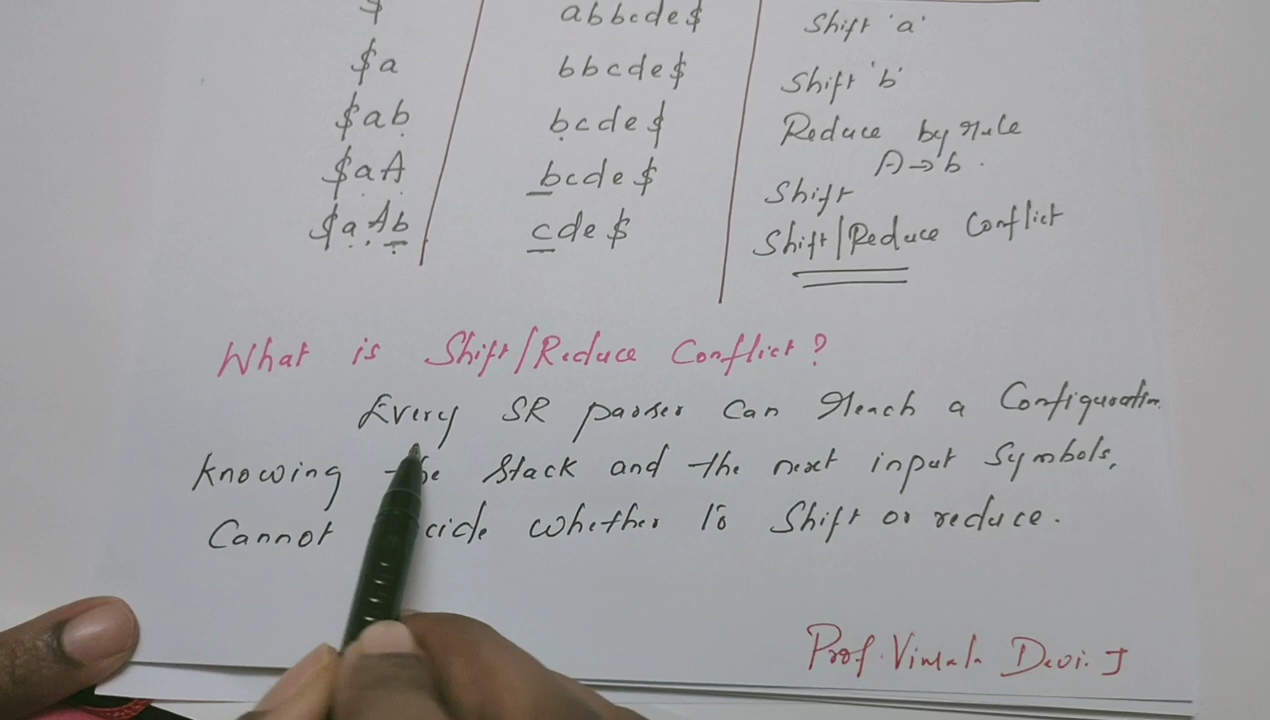 $ abbcde$ Shift 'a'
$a bbcde$ Shift 'b'
$ab bcde$ Reduce by rule
A→b.
$aA bcde$ Shift
$aAb cde$ Shift/Reduce Conflict
What is Shift/Reduce Conflict?
Every SR parser can reach a Configuration
knowing the Stack and the next input Symbols,
Cannot whether to Shift or reduce.
Prof. Vimala Devi. J